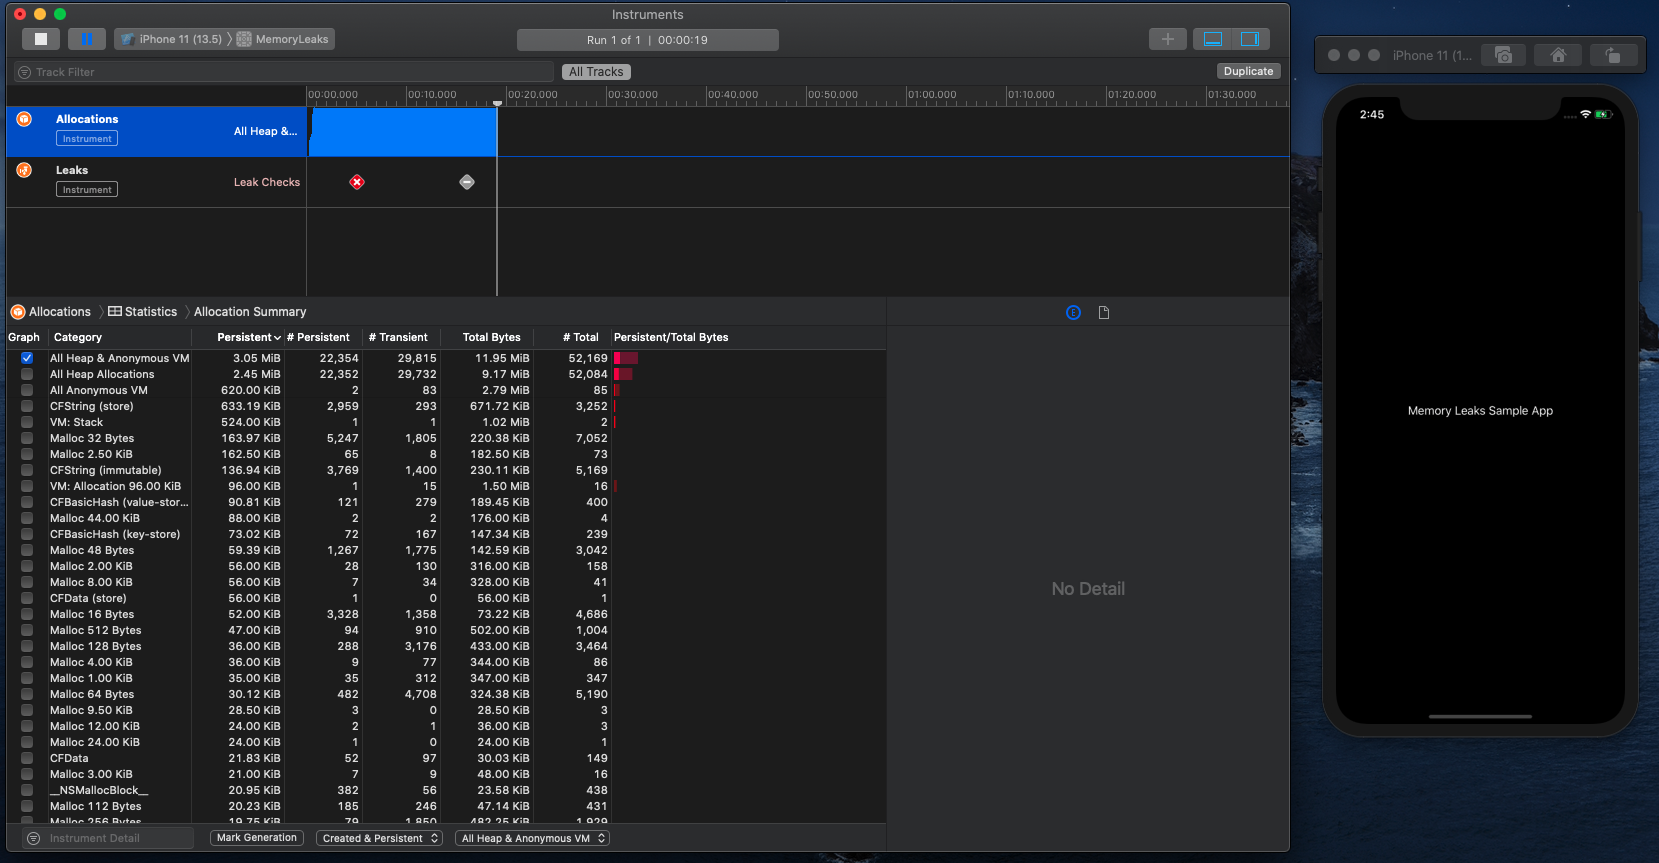 Instruments
iPhone 11 (13.5) MemoryLeaks
Run 1 of 1 | 00:00:19
Track Filter
All Tracks
Duplicate
00:00.000 00:10.000 00:20.000 00:30.000 00:40.000 00:50.000 01:00.000 01:10.000 01:20.000 01:30.000
Allocations
Instrument
All Heap &...
Leaks
Instrument
Leak Checks
Allocations Statistics Allocation Summary
Graph Category Persistent # Persistent # Transient Total Bytes # Total Persistent/Total Bytes
All Heap & Anonymous VM 3.05 MiB 22,354 29,815 11.95 MiB 52,169
All Heap Allocations 2.45 MiB 22,352 29,732 9.17 MiB 52,084
All Anonymous VM 620.00 KiB 2 83 2.79 MiB 85
CFString (store) 633.19 KiB 2,959 293 671.72 KiB 3,252
VM: Stack 524.00 KiB 1 1 1.02 MiB 2
Malloc 32 Bytes 163.97 KiB 5,247 1,805 220.38 KiB 7,052
Malloc 2.50 KiB 162.50 KiB 65 8 182.50 KiB 73
CFString (immutable) 136.94 KiB 3,769 1,400 230.11 KiB 5,169
VM: Allocation 96.00 KiB 96.00 KiB 1 15 1.50 MiB 16
CFBasicHash (value-stor... 90.81 KiB 121 279 189.45 KiB 400
Malloc 44.00 KiB 88.00 KiB 2 2 176.00 KiB 4
CFBasicHash (key-store) 73.02 KiB 72 167 147.34 KiB 239
Malloc 48 Bytes 59.39 KiB 1,267 1,775 142.59 KiB 3,042
Malloc 2.00 KiB 56.00 KiB 28 130 316.00 KiB 158
Malloc 8.00 KiB 56.00 KiB 7 34 328.00 KiB 41
CFData (store) 56.00 KiB 1 0 56.00 KiB 1
Malloc 16 Bytes 52.00 KiB 3,328 1,358 73.22 KiB 4,686
Malloc 512 Bytes 47.00 KiB 94 910 502.00 KiB 1,004
Malloc 128 Bytes 36.00 KiB 288 3,176 433.00 KiB 3,464
Malloc 4.00 KiB 36.00 KiB 9 77 344.00 KiB 86
Malloc 1.00 KiB 35.00 KiB 35 312 347.00 KiB 347
Malloc 64 Bytes 30.12 KiB 482 4,708 324.38 KiB 5,190
Malloc 9.50 KiB 28.50 KiB 3 0 28.50 KiB 3
Malloc 12.00 KiB 24.00 KiB 2 1 36.00 KiB 3
Malloc 24.00 KiB 24.00 KiB 1 0 24.00 KiB 1
CFData 21.83 KiB 52 97 30.03 KiB 149
Malloc 3.00 KiB 21.00 KiB 7 9 48.00 KiB 16
__NSMallocBlock__ 20.95 KiB 382 56 23.58 KiB 438
Malloc 112 Bytes 20.23 KiB 185 246 47.14 KiB 431
Malloc 256 Bytes 19.75 KiB 79 1,850 482.25 KiB 1,929
Instrument Detail
Mark Generation
Created & Persistent
All Heap & Anonymous VM
E
No Detail
iPhone 11 (1...
2:45
Memory Leaks Sample App